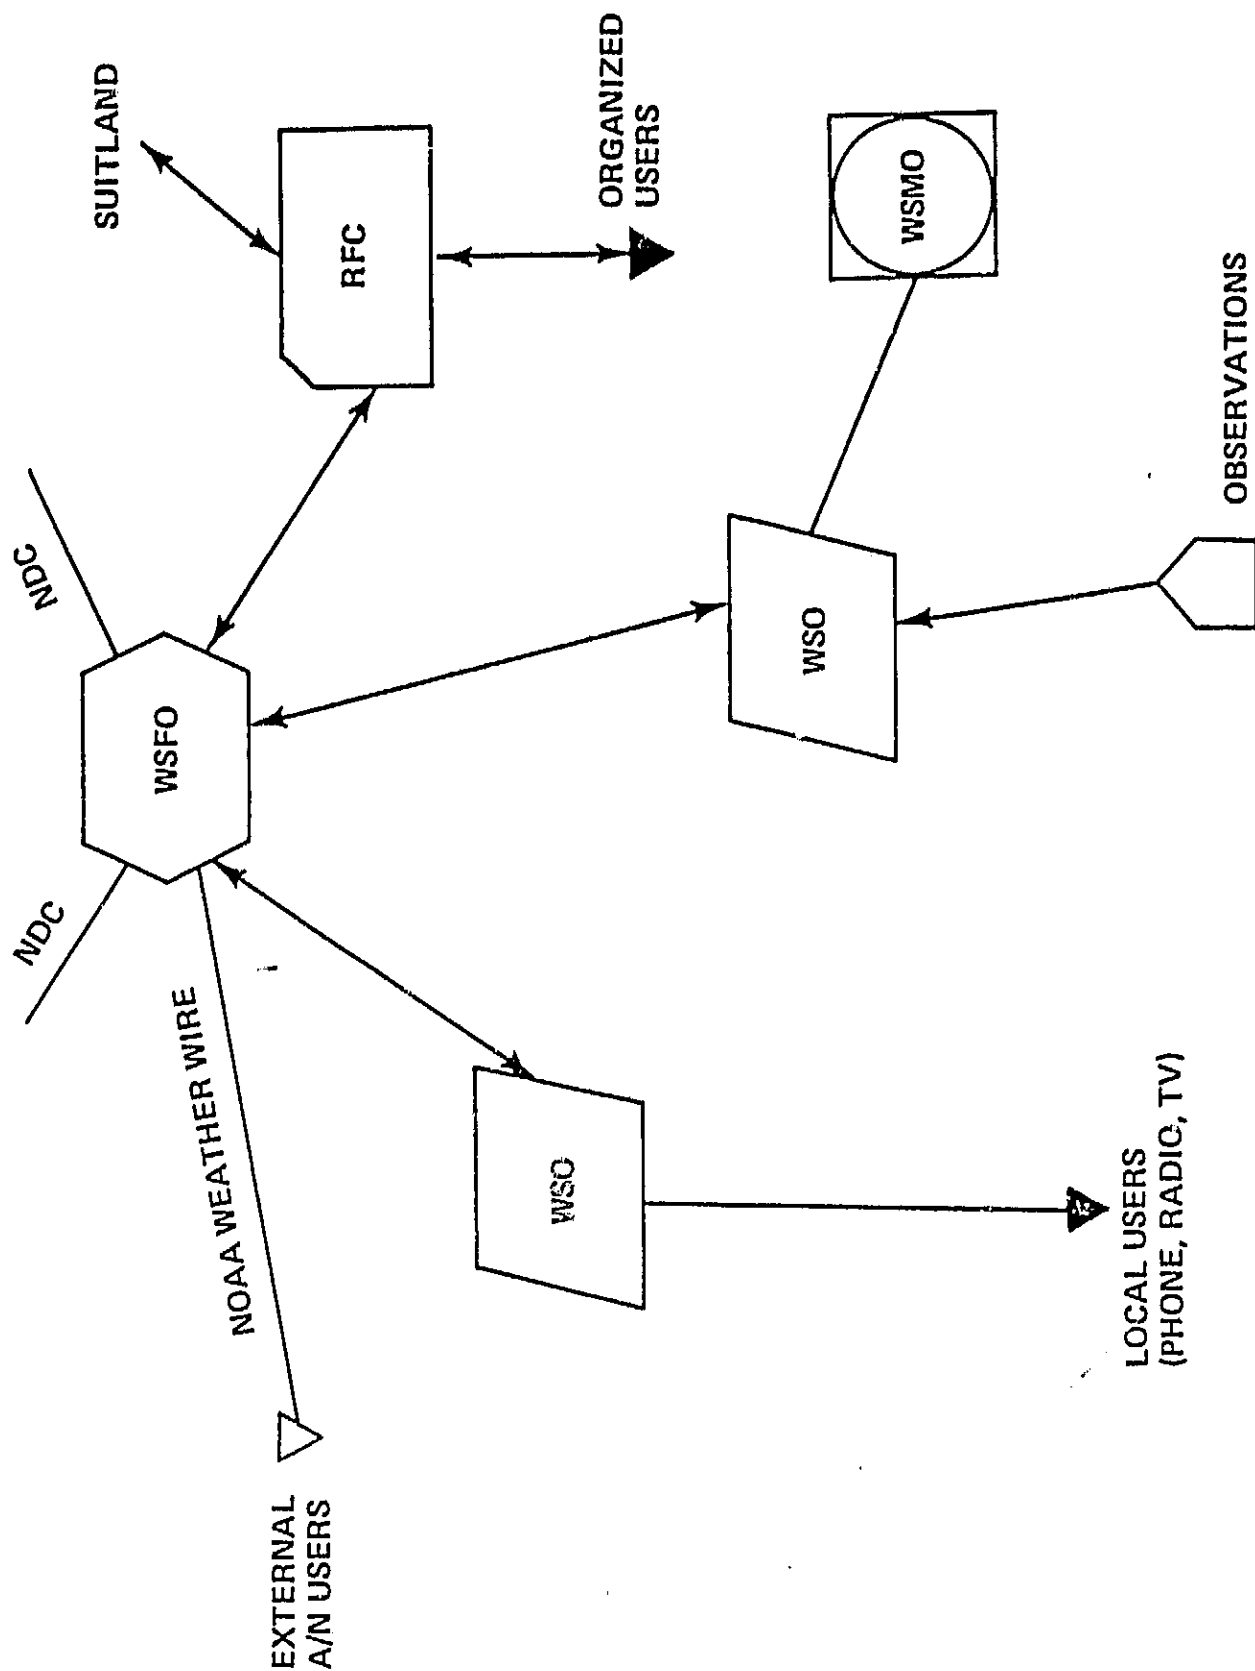 NDC
NDC
WSFO
SUITLAND
NOAA WEATHER WIRE
EXTERNAL
A/N USERS
RFC
WSO
ORGANIZED
USERS
WSO
WSMO
LOCAL USERS
(PHONE, RADIO, TV)
OBSERVATIONS